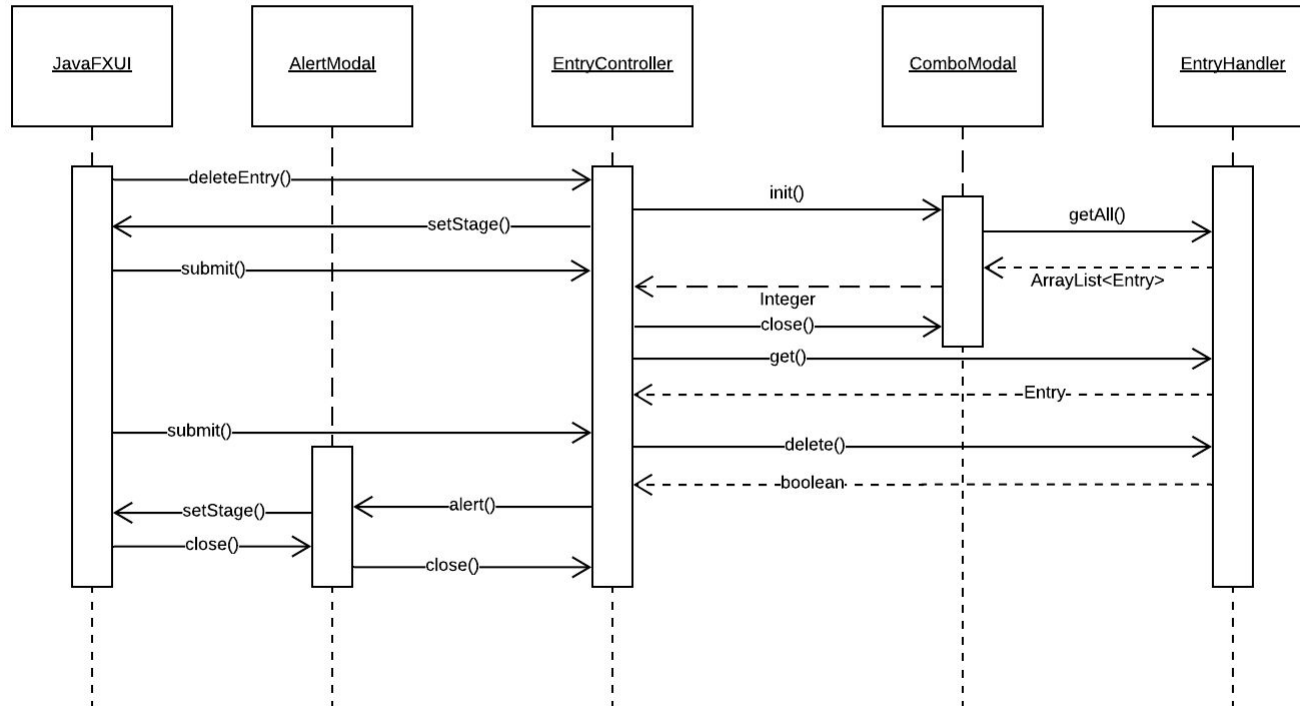 JavaFXUI
AlertModal
EntryController
ComboModal
EntryHandler
deleteEntry()
init()
getAll()
setStage()
submit()
ArrayList<Entry>
Integer
close()
get()
Entry
submit()
delete()
boolean
alert()
setStage()
close()
close()